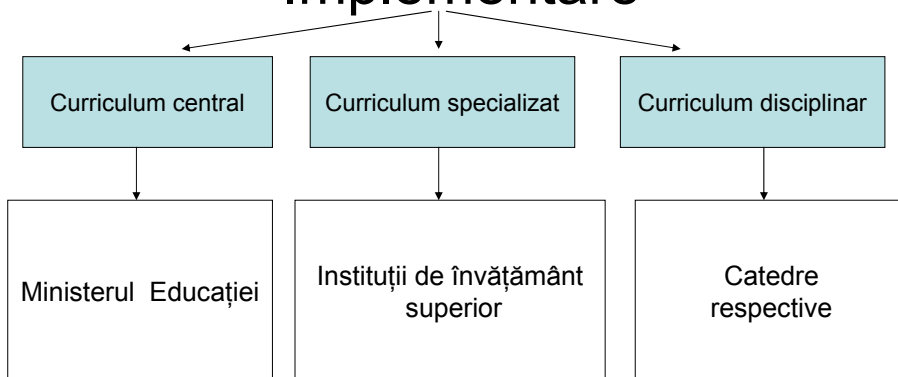 Implementare
Curriculum central
Curriculum specializat
Curriculum disciplinar
Ministerul Educației
Instituții de învățământ
superior
Catedre
respective